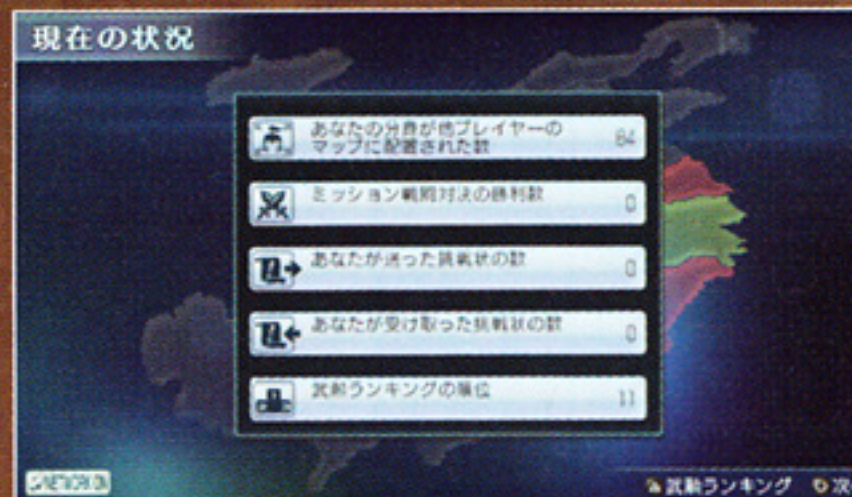 現在の状況
あなたの分身が他プレイヤーの
マップに配置された数
64
ミッション戦闘対決の勝利数
0
あなたが送った挑戦状の数
0
あなたが受け取った挑戦状の数
0
武勲ランキングの順位
11
NETWORK ON
武勲ランキング
次